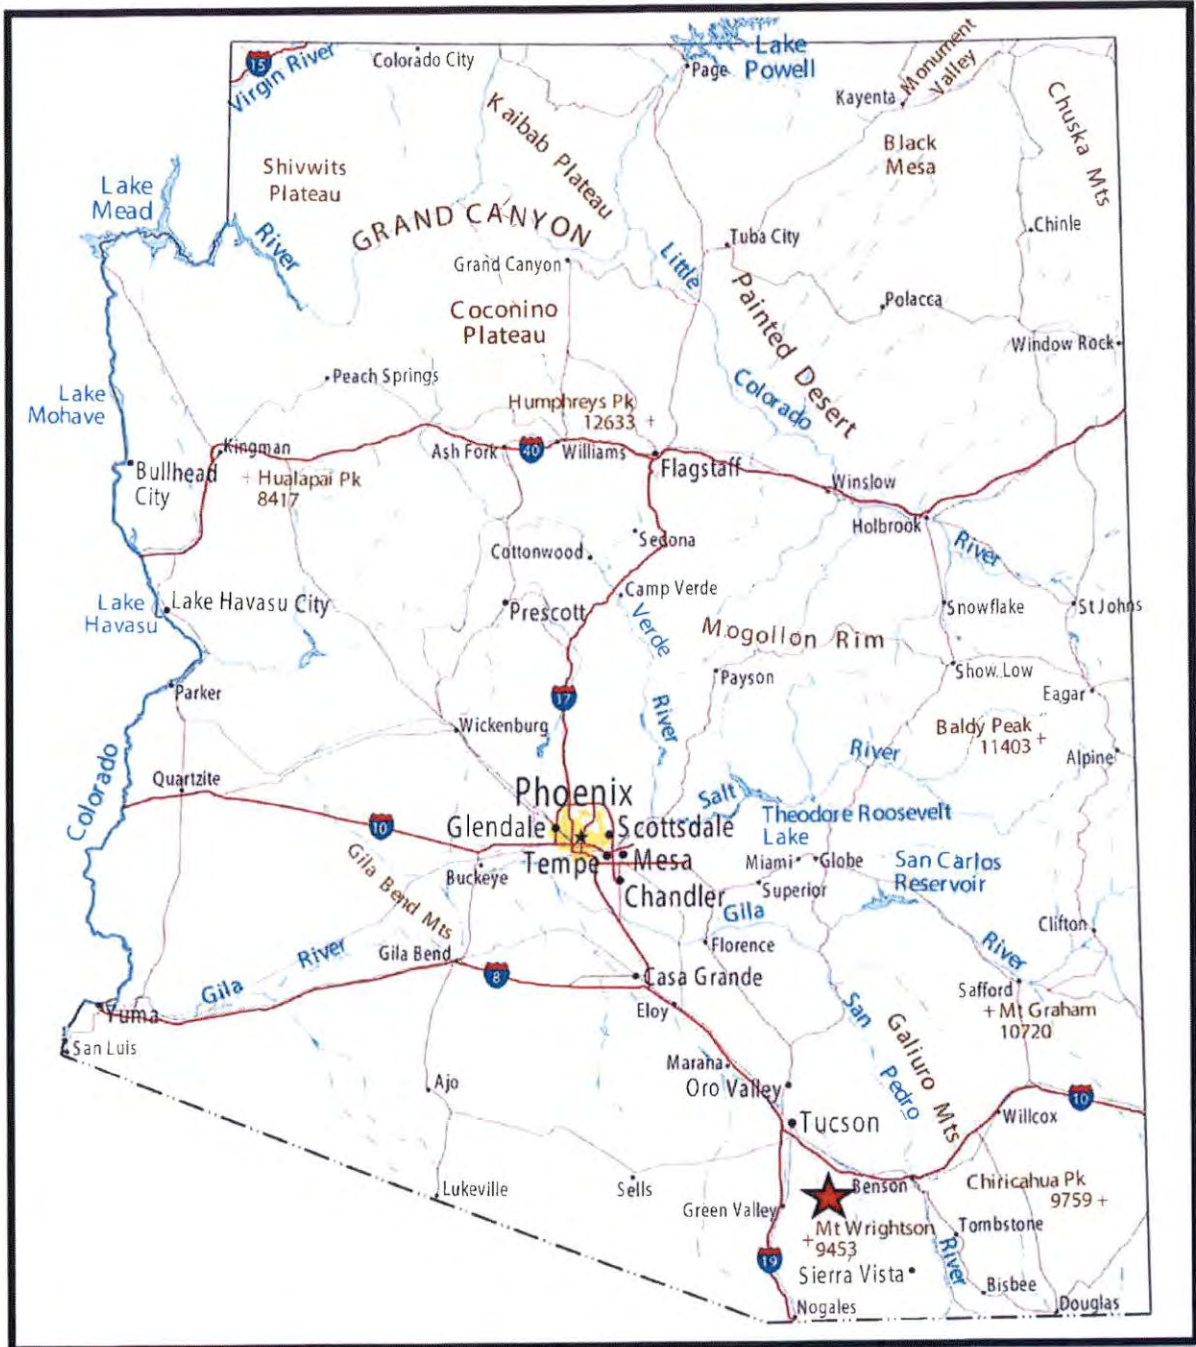 15
Virgin River
Colorado City
Lake
Powell
Page
Monument
Valley
Kayenta
Chuska Mts
Kaibab Plateau
Black
Mesa
Shivwits
Plateau
Lake
Mead
River
GRAND CANYON
Grand Canyon
Tuba City
Chinle
Little
Painted Desert
Polacca
Coconino
Plateau
Window Rock
Peach Springs
Lake
Mohave
Colorado
Humphreys Pk
12633 +
Kingman
Ash Fork
40
Williams
Flagstaff
Bullhead
City
+ Hualapai Pk
8417
Winslow
Holbrook
River
Sedona
Cottonwood
Camp Verde
Lake
Havasu
Lake Havasu City
Prescott
Verde
River
Snowflake
St Johns
Mogollon Rim
Payson
Show Low
Eagar
Parker
17
Wickenburg
Baldy Peak
11403 +
Alpine
River
Salt
Colorado
Quartzite
Phoenix
Theodore Roosevelt
Lake
10
Glendale
Scottsdale
Tempe
Mesa
Miami
Globe
San Carlos
Reservoir
Buckeye
Superior
Chandler
Gila Bend Mts
Gila
Florence
Clifton
River
River
Gila
Gila Bend
8
Casa Grande
Safford
Eloy
+ Mt Graham
10720
San
Pedro
River
Galiuro Mts
Yuma
San Luis
Marana
Oro Valley
Ajo
10
Willcox
Tucson
Lukeville
Sells
Benson
Chiricahua Pk
9759 +
Green Valley
Mt Wrightson
+ 9453
Tombstone
19
Sierra Vista
Bisbee
Nogales
Douglas